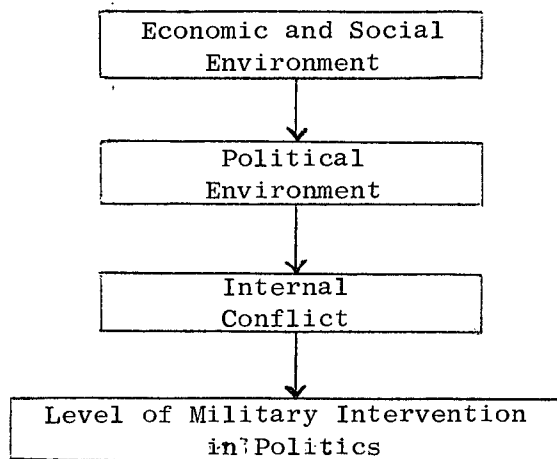 Economic and Social
Environment
Political
Environment
Internal
Conflict
Level of Military Intervention
in Politics